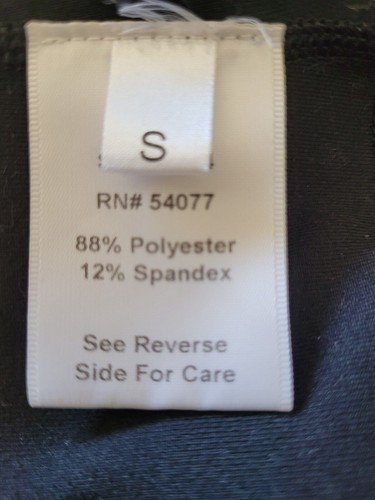 S
RN# 54077
88% Polyester
12% Spandex
See Reverse
Side For Care